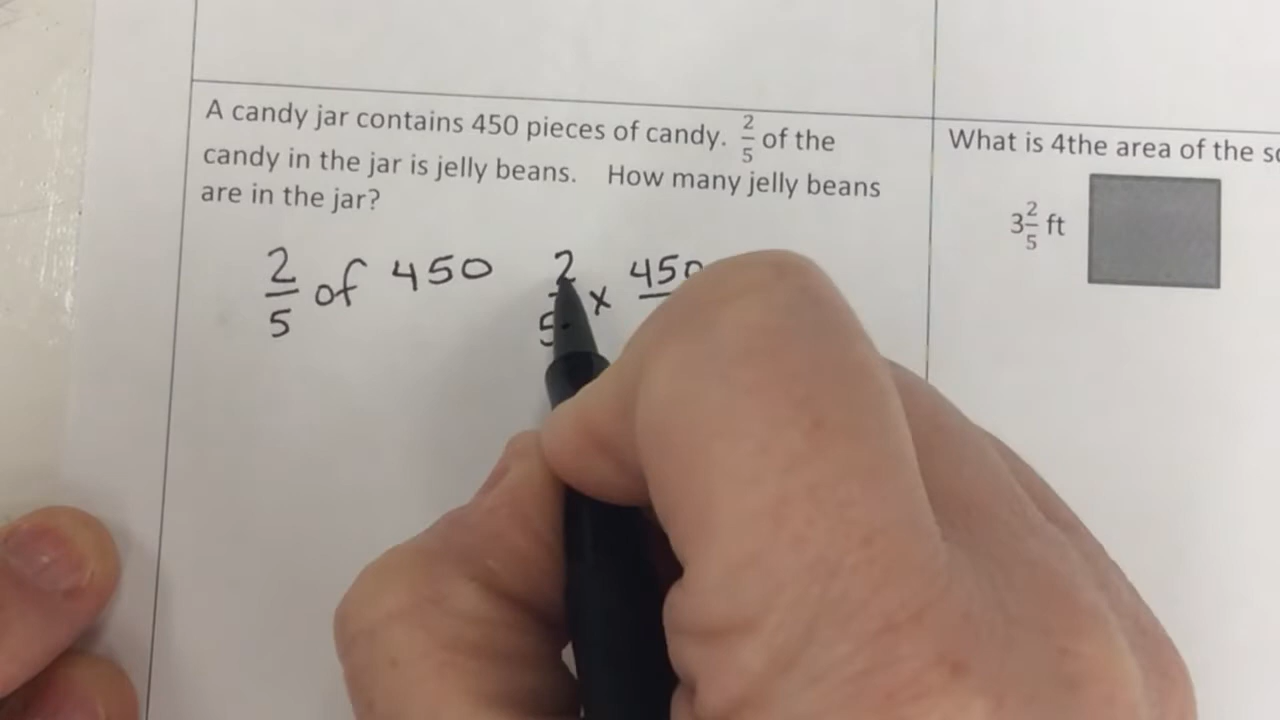 A candy jar contains 450 pieces of candy. 2/5 of the
candy in the jar is jelly beans. How many jelly beans
are in the jar?
2/5 of 450 2/5 x 450
What is 4the area of the
3 2/5 ft